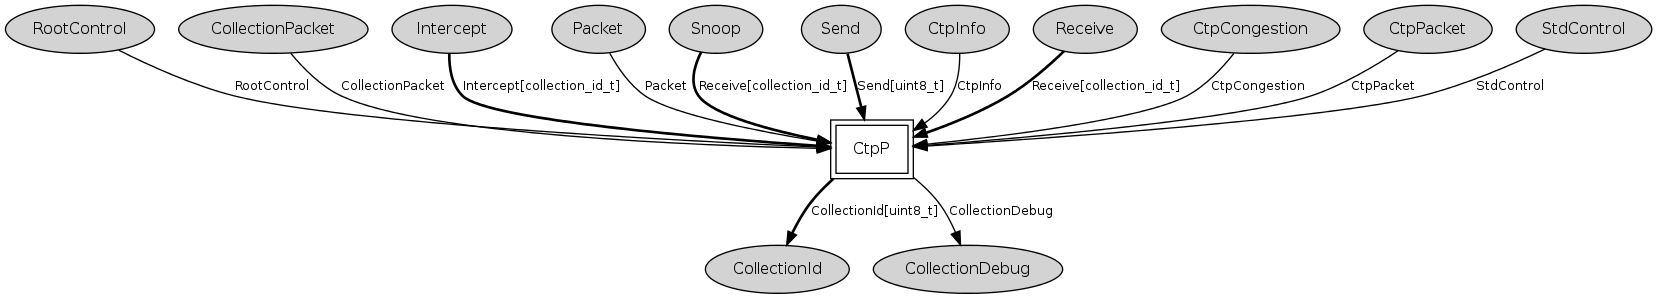 RootControl
CollectionPacket
Intercept
Packet
Snoop
Send
CtpInfo
Receive
CtpCongestion
CtpPacket
StdControl
RootControl
CollectionPacket
Intercept[collection_id_t]
Packet
Receive[collection_id_t]
Send[uint8_t]
CtpInfo
Receive[collection_id_t]
CtpCongestion
CtpPacket
StdControl
CtpP
CollectionId[uint8_t]
CollectionDebug
CollectionId
CollectionDebug